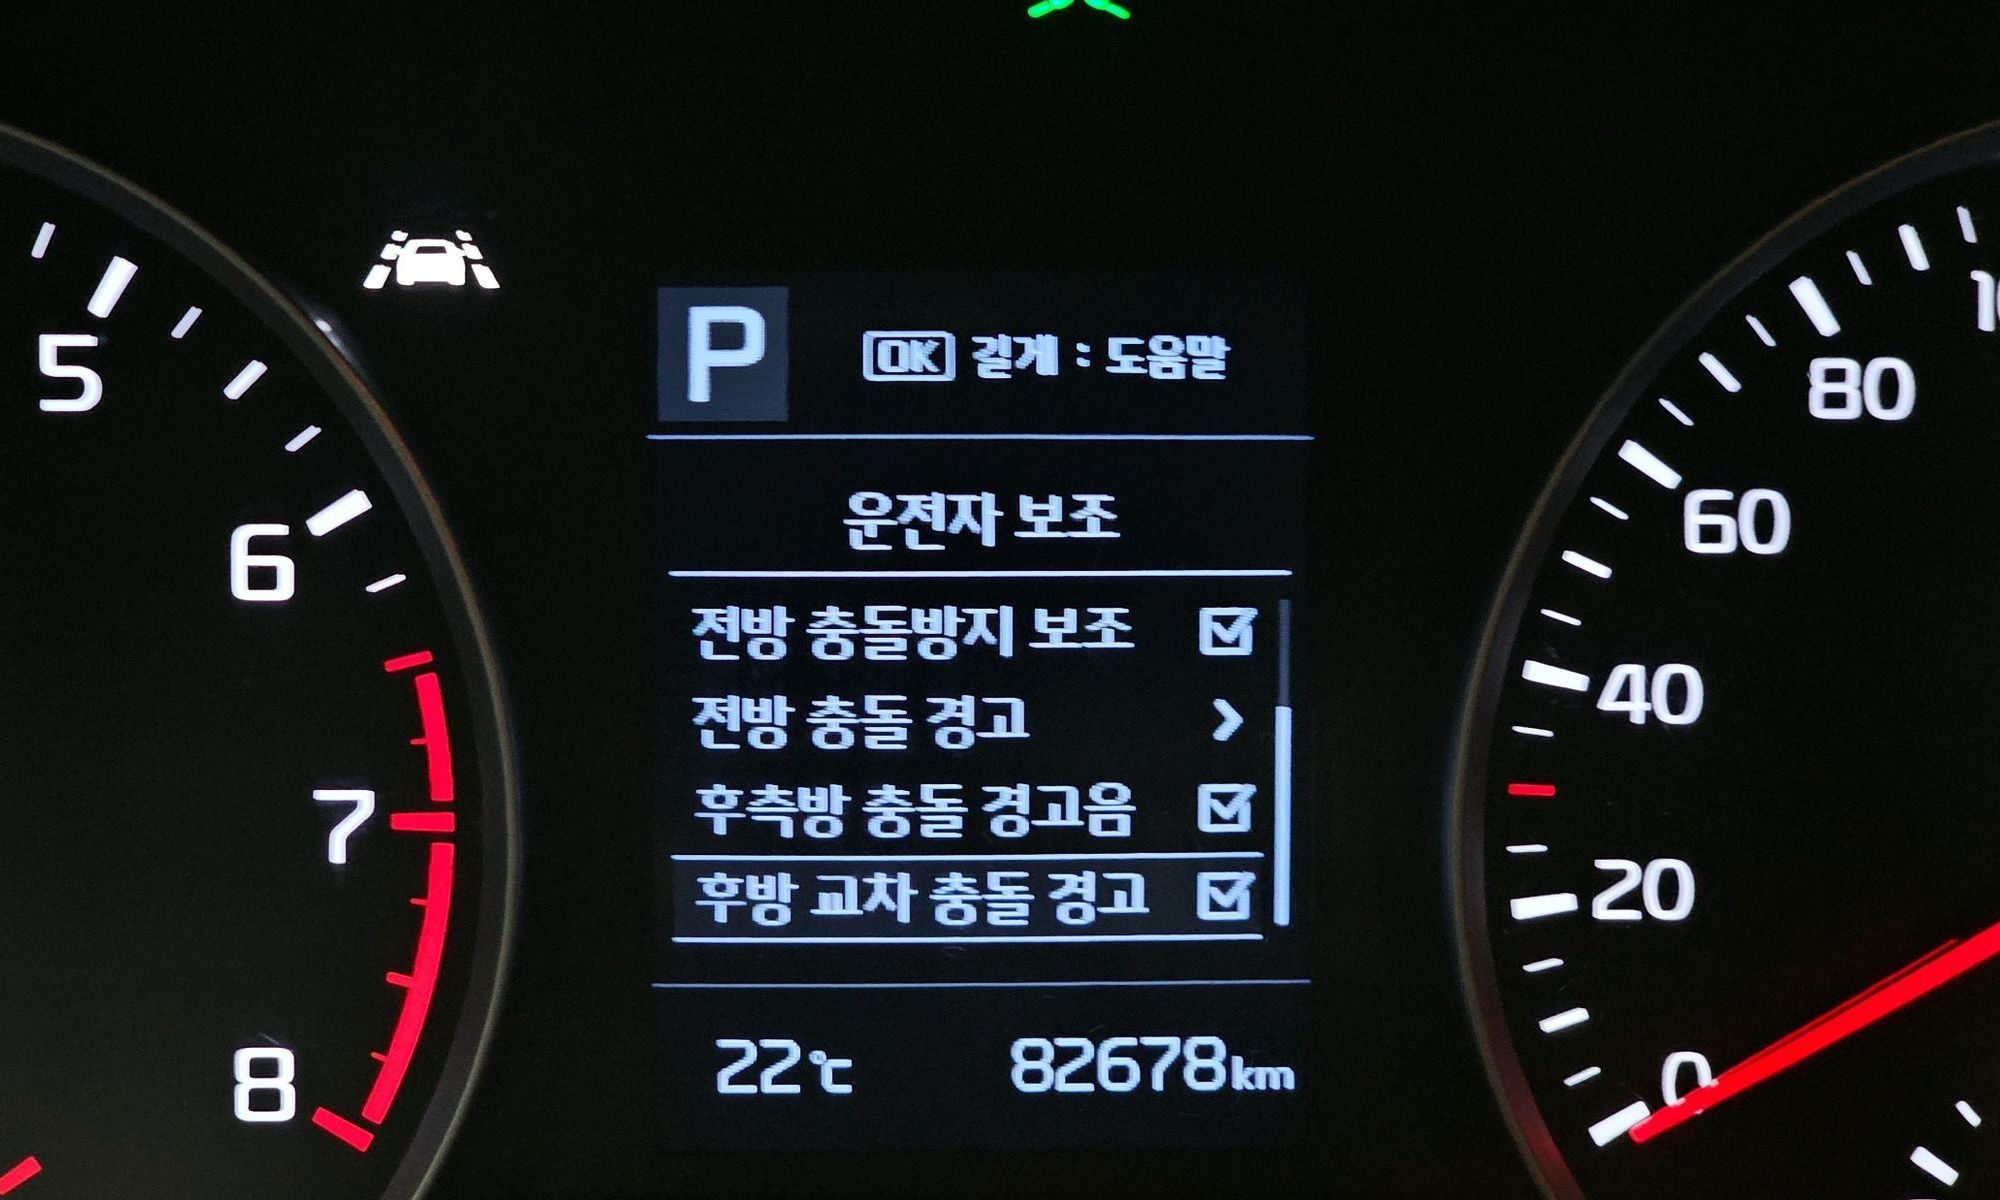 P
OK 길게 : 도움말
운전자 보조
전방 충돌방지 보조
전방 충돌 경고
후측방 충돌 경고음
후방 교차 충돌 경고
22℃ 82678km
5
6
7
8
80
60
40
20
0